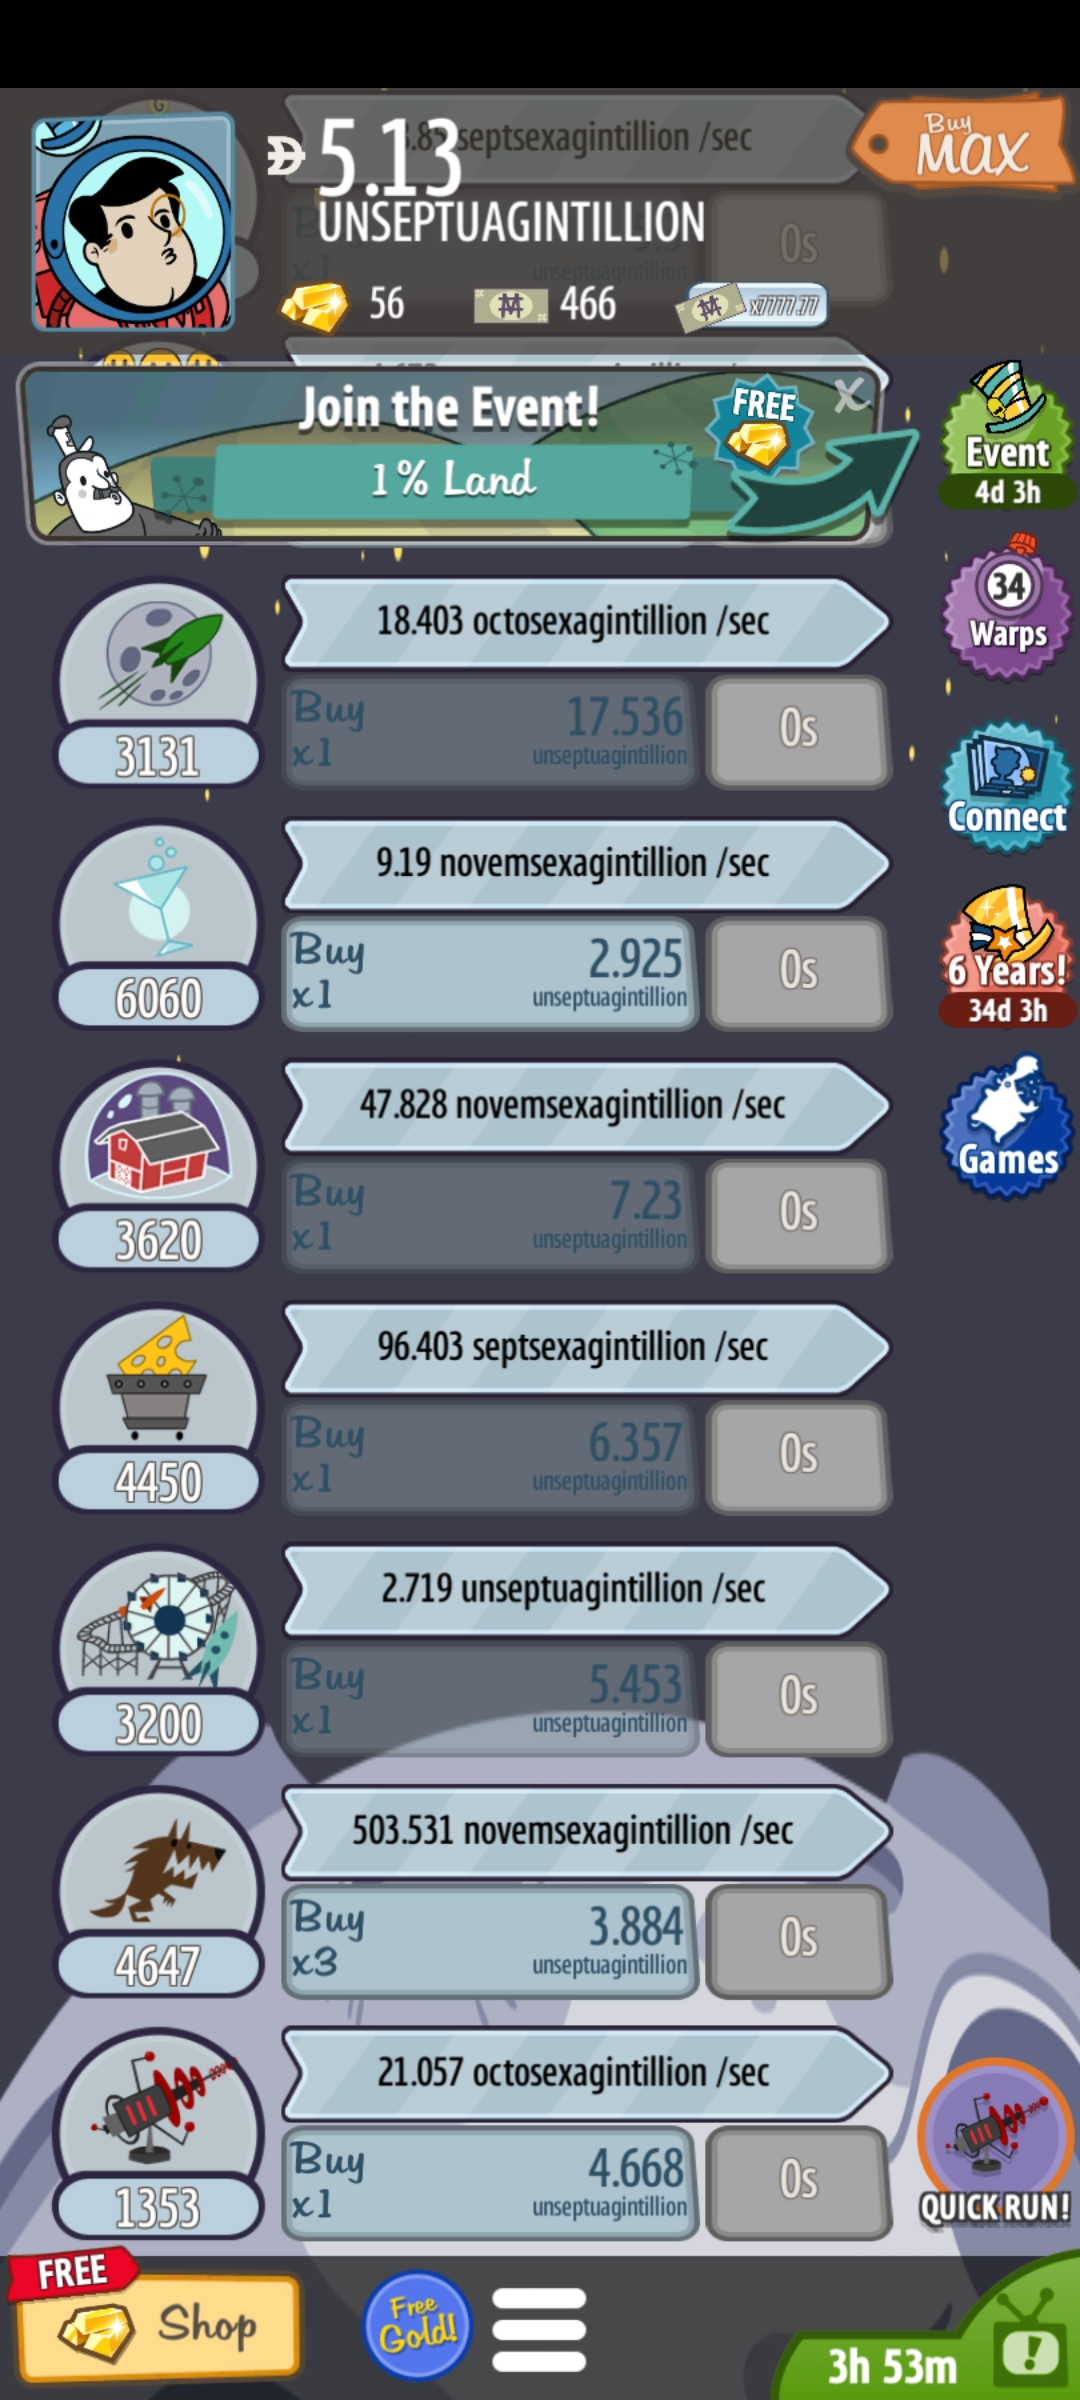 5.13
UNSEPTUAGINTILLION
septsexagintillion /sec
Buy
MAX
x1
unseptuagintillion
0s
56
466
x7777.77
Join the Event!
1% Land
FREE
X
Event
4d 3h
34
Warps
Connect
6 Years!
34d 3h
Games
18.403 octosexagintillion /sec
3131
Buy
x1
17.536
unseptuagintillion
0s
9.19 novemsexagintillion /sec
6060
Buy
x1
2.925
unseptuagintillion
0s
47.828 novemsexagintillion /sec
3620
Buy
x1
7.23
unseptuagintillion
0s
96.403 septsexagintillion /sec
4450
Buy
x1
6.357
unseptuagintillion
0s
2.719 unseptuagintillion /sec
3200
Buy
x1
5.453
unseptuagintillion
0s
503.531 novemsexagintillion /sec
4647
Buy
x3
3.884
unseptuagintillion
0s
21.057 octosexagintillion /sec
1353
Buy
x1
4.668
unseptuagintillion
0s
QUICK RUN!
FREE
Shop
Free
Gold!
3h 53m